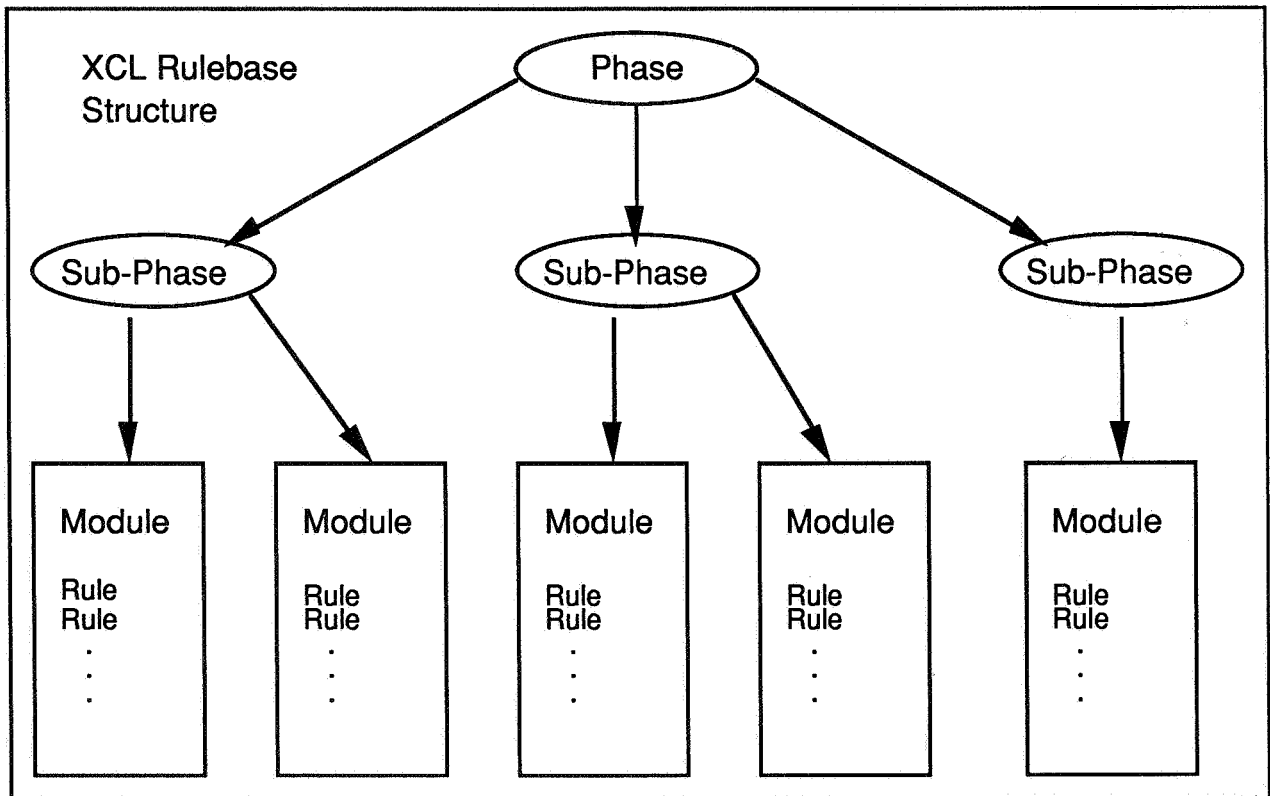 XCL Rulebase
Structure
Phase
Sub-Phase
Sub-Phase
Sub-Phase
Module
Rule
Rule
.
.
.
Module
Rule
Rule
.
.
.
Module
Rule
Rule
.
.
.
Module
Rule
Rule
.
.
.
Module
Rule
Rule
.
.
.